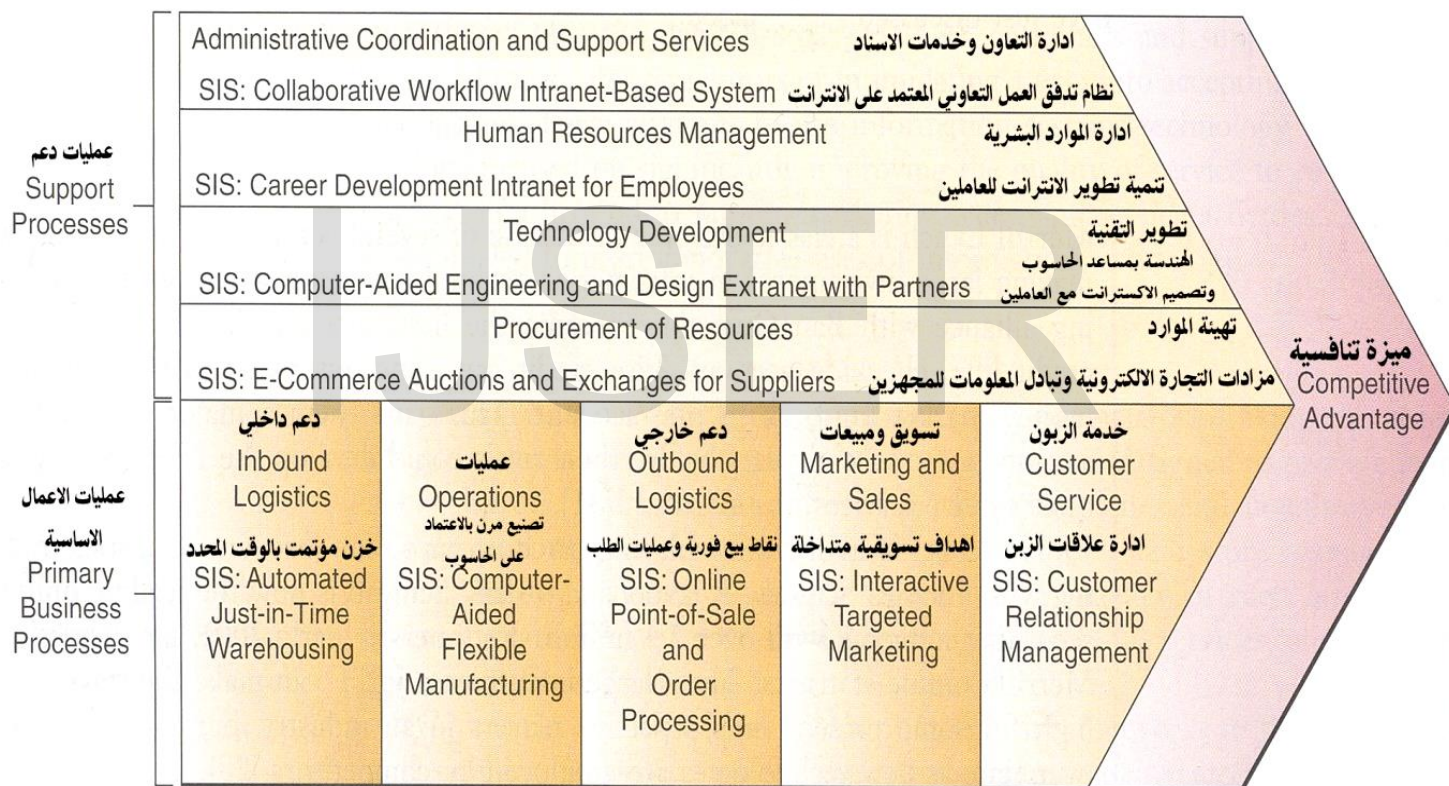 Administrative Coordination and Support Services ادارة التعاون وخدمات الاسناد
SIS: Collaborative Workflow Intranet-Based System نظام تدفق العمل التعاوني المعتمد على الانترانت
Human Resources Management ادارة الموارد البشرية
SIS: Career Development Intranet for Employees تنمية تطوير الانترانت للعاملين
Technology Development تطوير التقنية
الهندسة بمساعد الحاسوب
SIS: Computer-Aided Engineering and Design Extranet with Partners وتصميم الاكسترانت مع العاملين
Procurement of Resources تهيئة الموارد
SIS: E-Commerce Auctions and Exchanges for Suppliers مزادات التجارة الالكترونية وتبادل المعلومات للمجهزين
عمليات دعم
Support
Processes
عمليات الاعمال
الاساسية
Primary
Business
Processes
دعم داخلي
Inbound
Logistics
خزن مؤتمت بالوقت المحدد
SIS: Automated
Just-in-Time
Warehousing
عمليات
Operations
تصنيع مرن بالاعتماد
على الحاسوب
SIS: Computer-
Aided
Flexible
Manufacturing
دعم خارجي
Outbound
Logistics
نقاط بيع فورية وعمليات الطلب
SIS: Online
Point-of-Sale
and
Order
Processing
تسويق ومبيعات
Marketing and
Sales
اهداف تسويقية متداخلة
SIS: Interactive
Targeted
Marketing
خدمة الزبون
Customer
Service
ادارة علاقات الزبن
SIS: Customer
Relationship
Management
ميزة تنافسية
Competitive
Advantage
IJSER